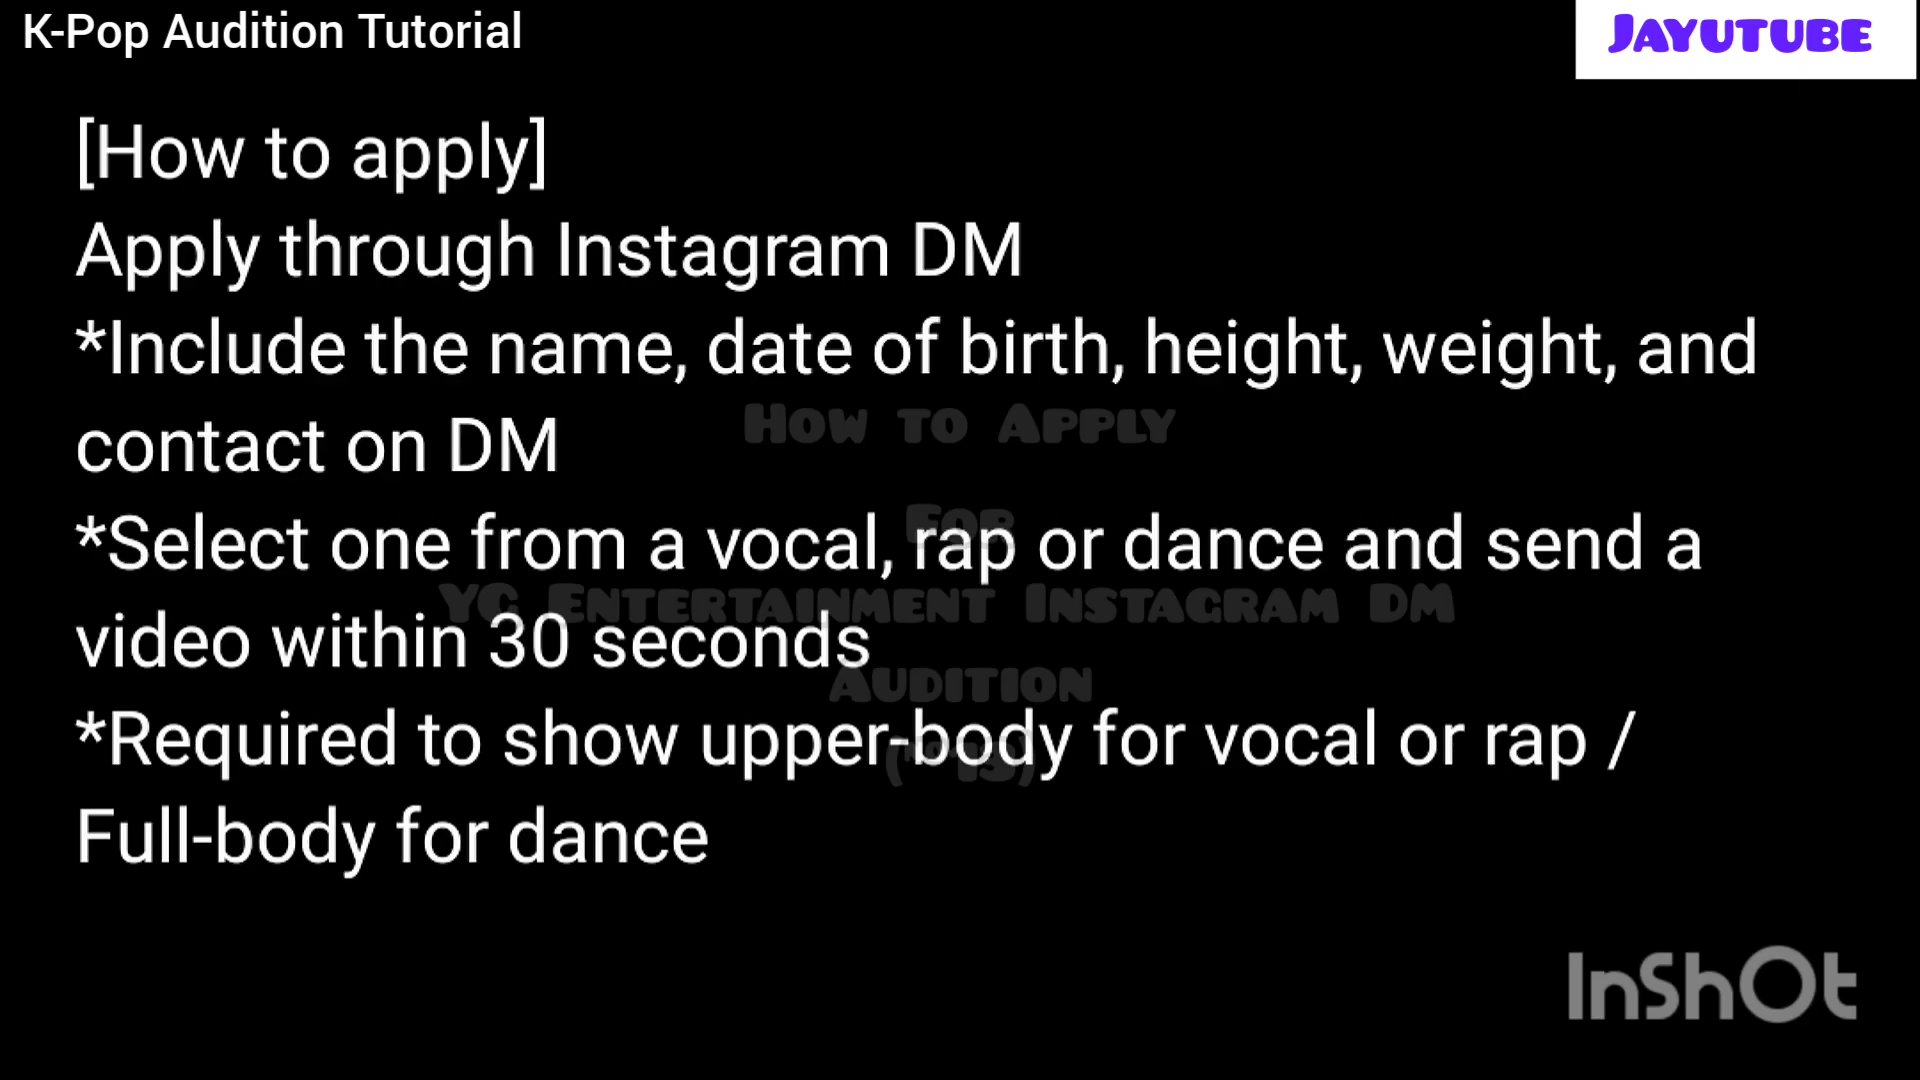 K-Pop Audition Tutorial
JAYUTUBE
[How to apply]
Apply through Instagram DM
*Include the name, date of birth, height, weight, and
contact on DM
*Select one from a vocal, rap or dance and send a
video within 30 seconds
*Required to show upper-body for vocal or rap /
Full-body for dance
How to Apply
For
YG Entertainment Instagram DM
Audition
InShOt